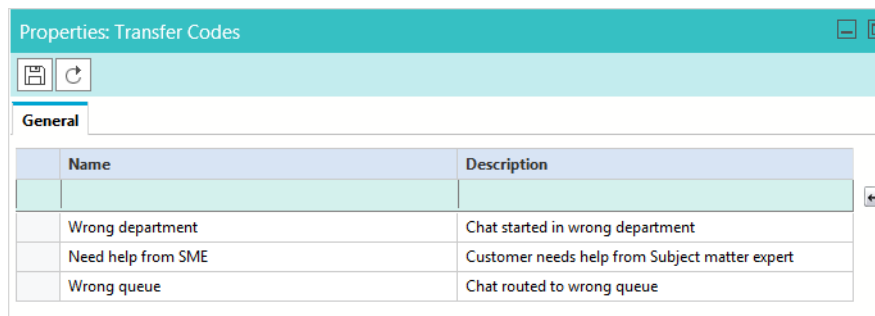 Properties: Transfer Codes
General
Name Description
Wrong department Chat started in wrong department
Need help from SME Customer needs help from Subject matter expert
Wrong queue Chat routed to wrong queue